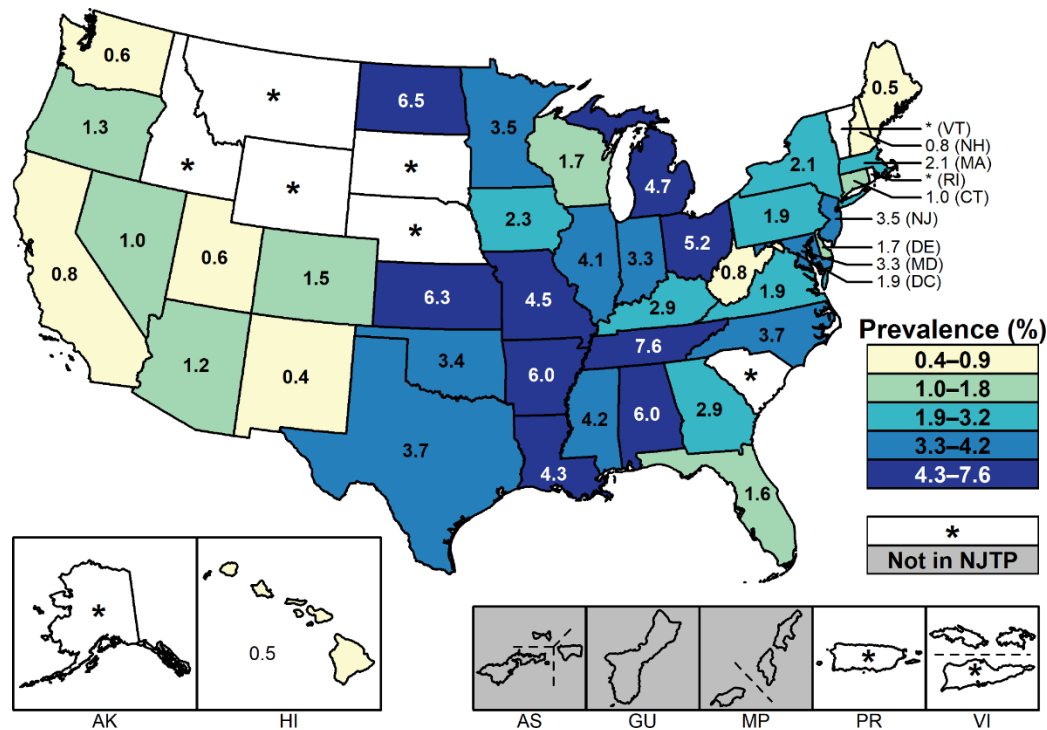 0.6
*
6.5
3.5
0.5
1.3
*
*
*
1.7
4.7
2.1
* (VT)
0.8 (NH)
2.1 (MA)
* (RI)
1.0 (CT)
3.5 (NJ)
1.7 (DE)
3.3 (MD)
1.9 (DC)
*
2.3
1.9
0.8
1.0
0.6
1.5
6.3
4.5
4.1
3.3
5.2
0.8
1.9
2.9
1.2
0.4
3.4
6.0
7.6
3.7
*
3.7
4.3
4.2
6.0
2.9
1.6
Prevalence (%)
0.4–0.9
1.0–1.8
1.9–3.2
3.3–4.2
4.3–7.6
*
Not in NJTP
*
0.5
*
*
AK
HI
AS
GU
MP
PR
VI